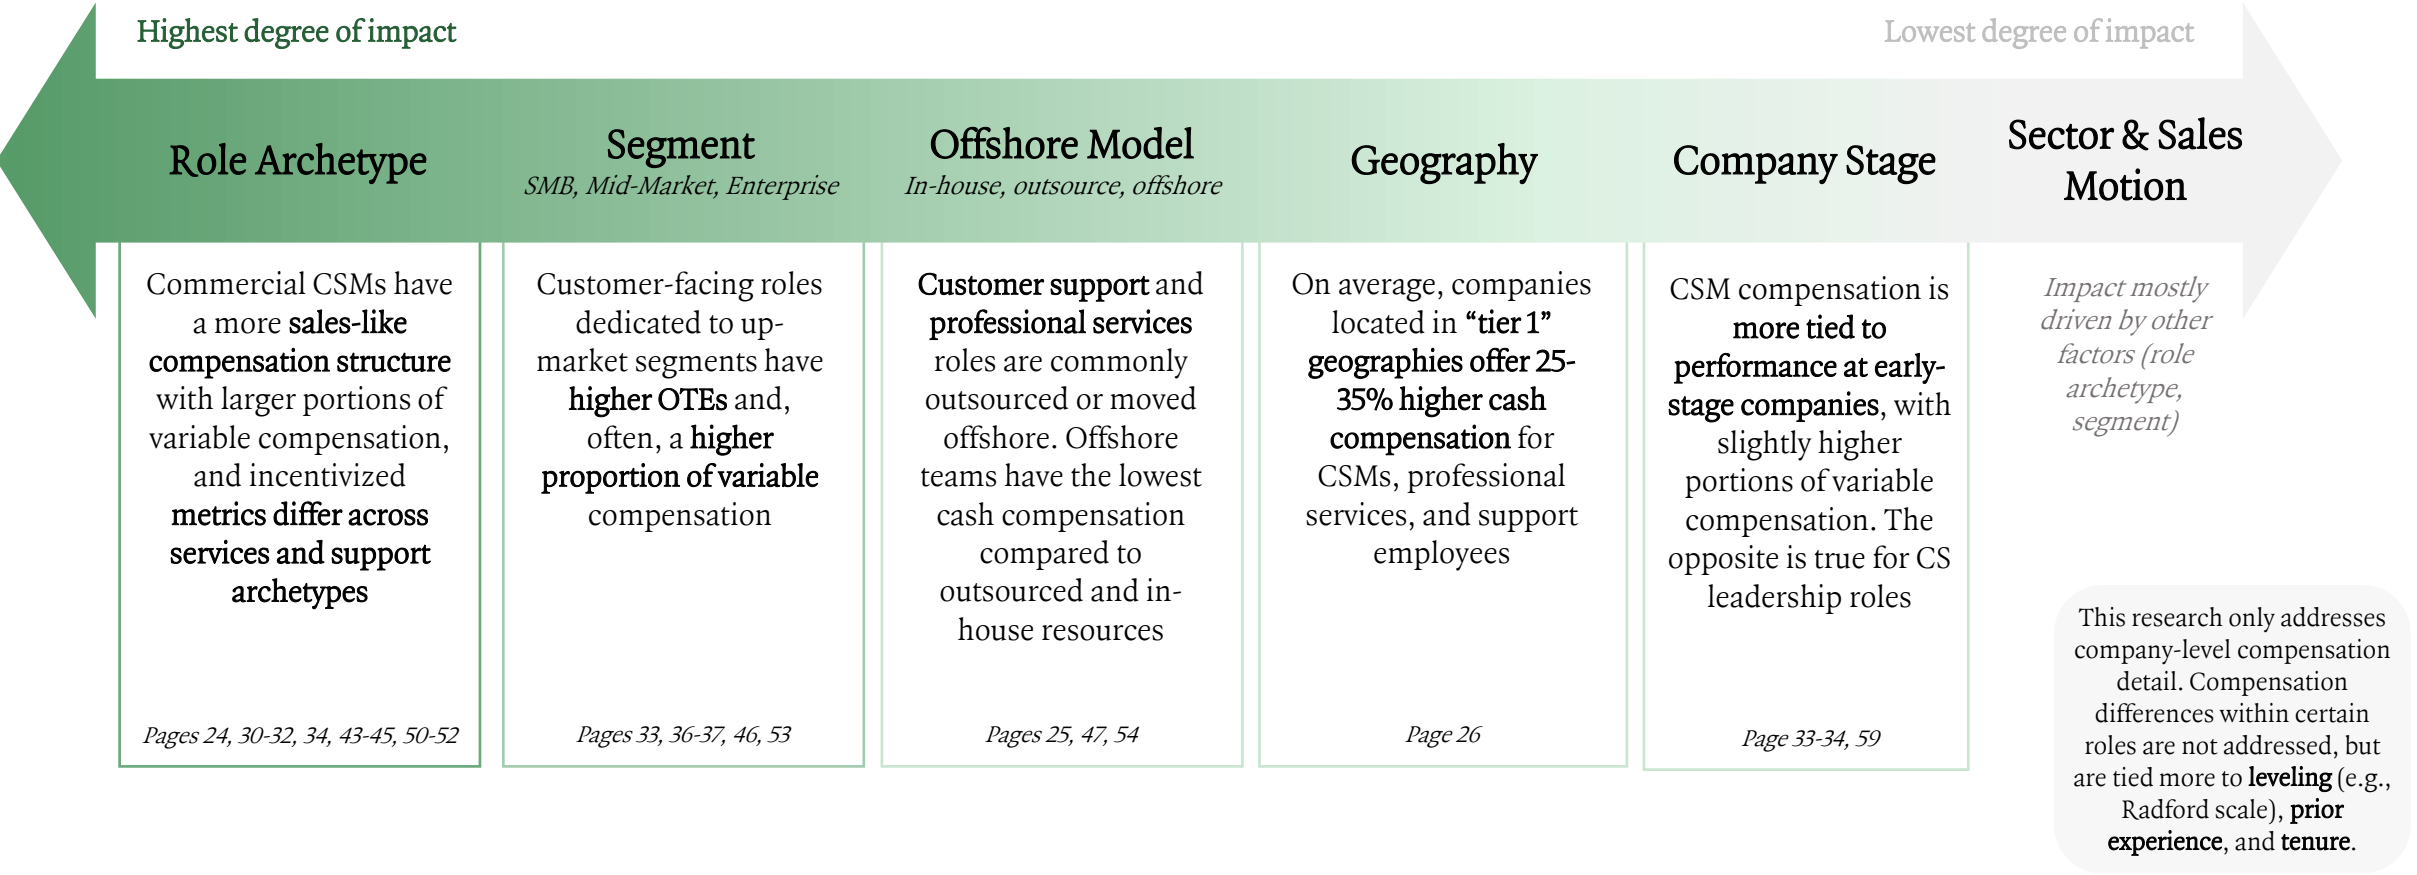 Highest degree of impact
Lowest degree of impact
Role Archetype
Segment
SMB, Mid-Market, Enterprise
Offshore Model
In-house, outsource, offshore
Geography
Company Stage
Sector & Sales
Motion
Commercial CSMs have
a more sales-like
compensation structure
with larger portions of
variable compensation,
and incentivized
metrics differ across
services and support
archetypes
Pages 24, 30-32, 34, 43-45, 50-52
Customer-facing roles
dedicated to up-
market segments have
higher OTEs and,
often, a higher
proportion of variable
compensation
Pages 33, 36-37, 46, 53
Customer support and
professional services
roles are commonly
outsourced or moved
offshore. Offshore
teams have the lowest
cash compensation
compared to
outsourced and in-
house resources
Pages 25, 47, 54
On average, companies
located in “tier 1”
geographies offer 25-
35% higher cash
compensation for
CSMs, professional
services, and support
employees
Page 26
CSM compensation is
more tied to
performance at early-
stage companies, with
slightly higher
portions of variable
compensation. The
opposite is true for CS
leadership roles
Page 33-34, 59
Impact mostly
driven by other
factors (role
archetype,
segment)
This research only addresses
company-level compensation
detail. Compensation
differences within certain
roles are not addressed, but
are tied more to leveling (e.g.,
Radford scale), prior
experience, and tenure.